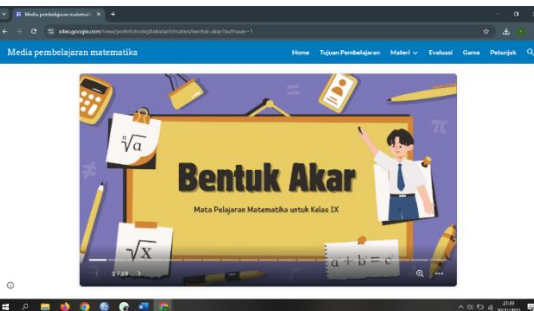 Media pembelajaran matemat
Media pembelajaran matematika
Home Tujuan Pembelajaran Materi Evaluasi Game Petunjuk
ⁿ√a
Bentuk Akar
Mata Pelajaran Matematika untuk Kelas IX
√x
a + b = c
π